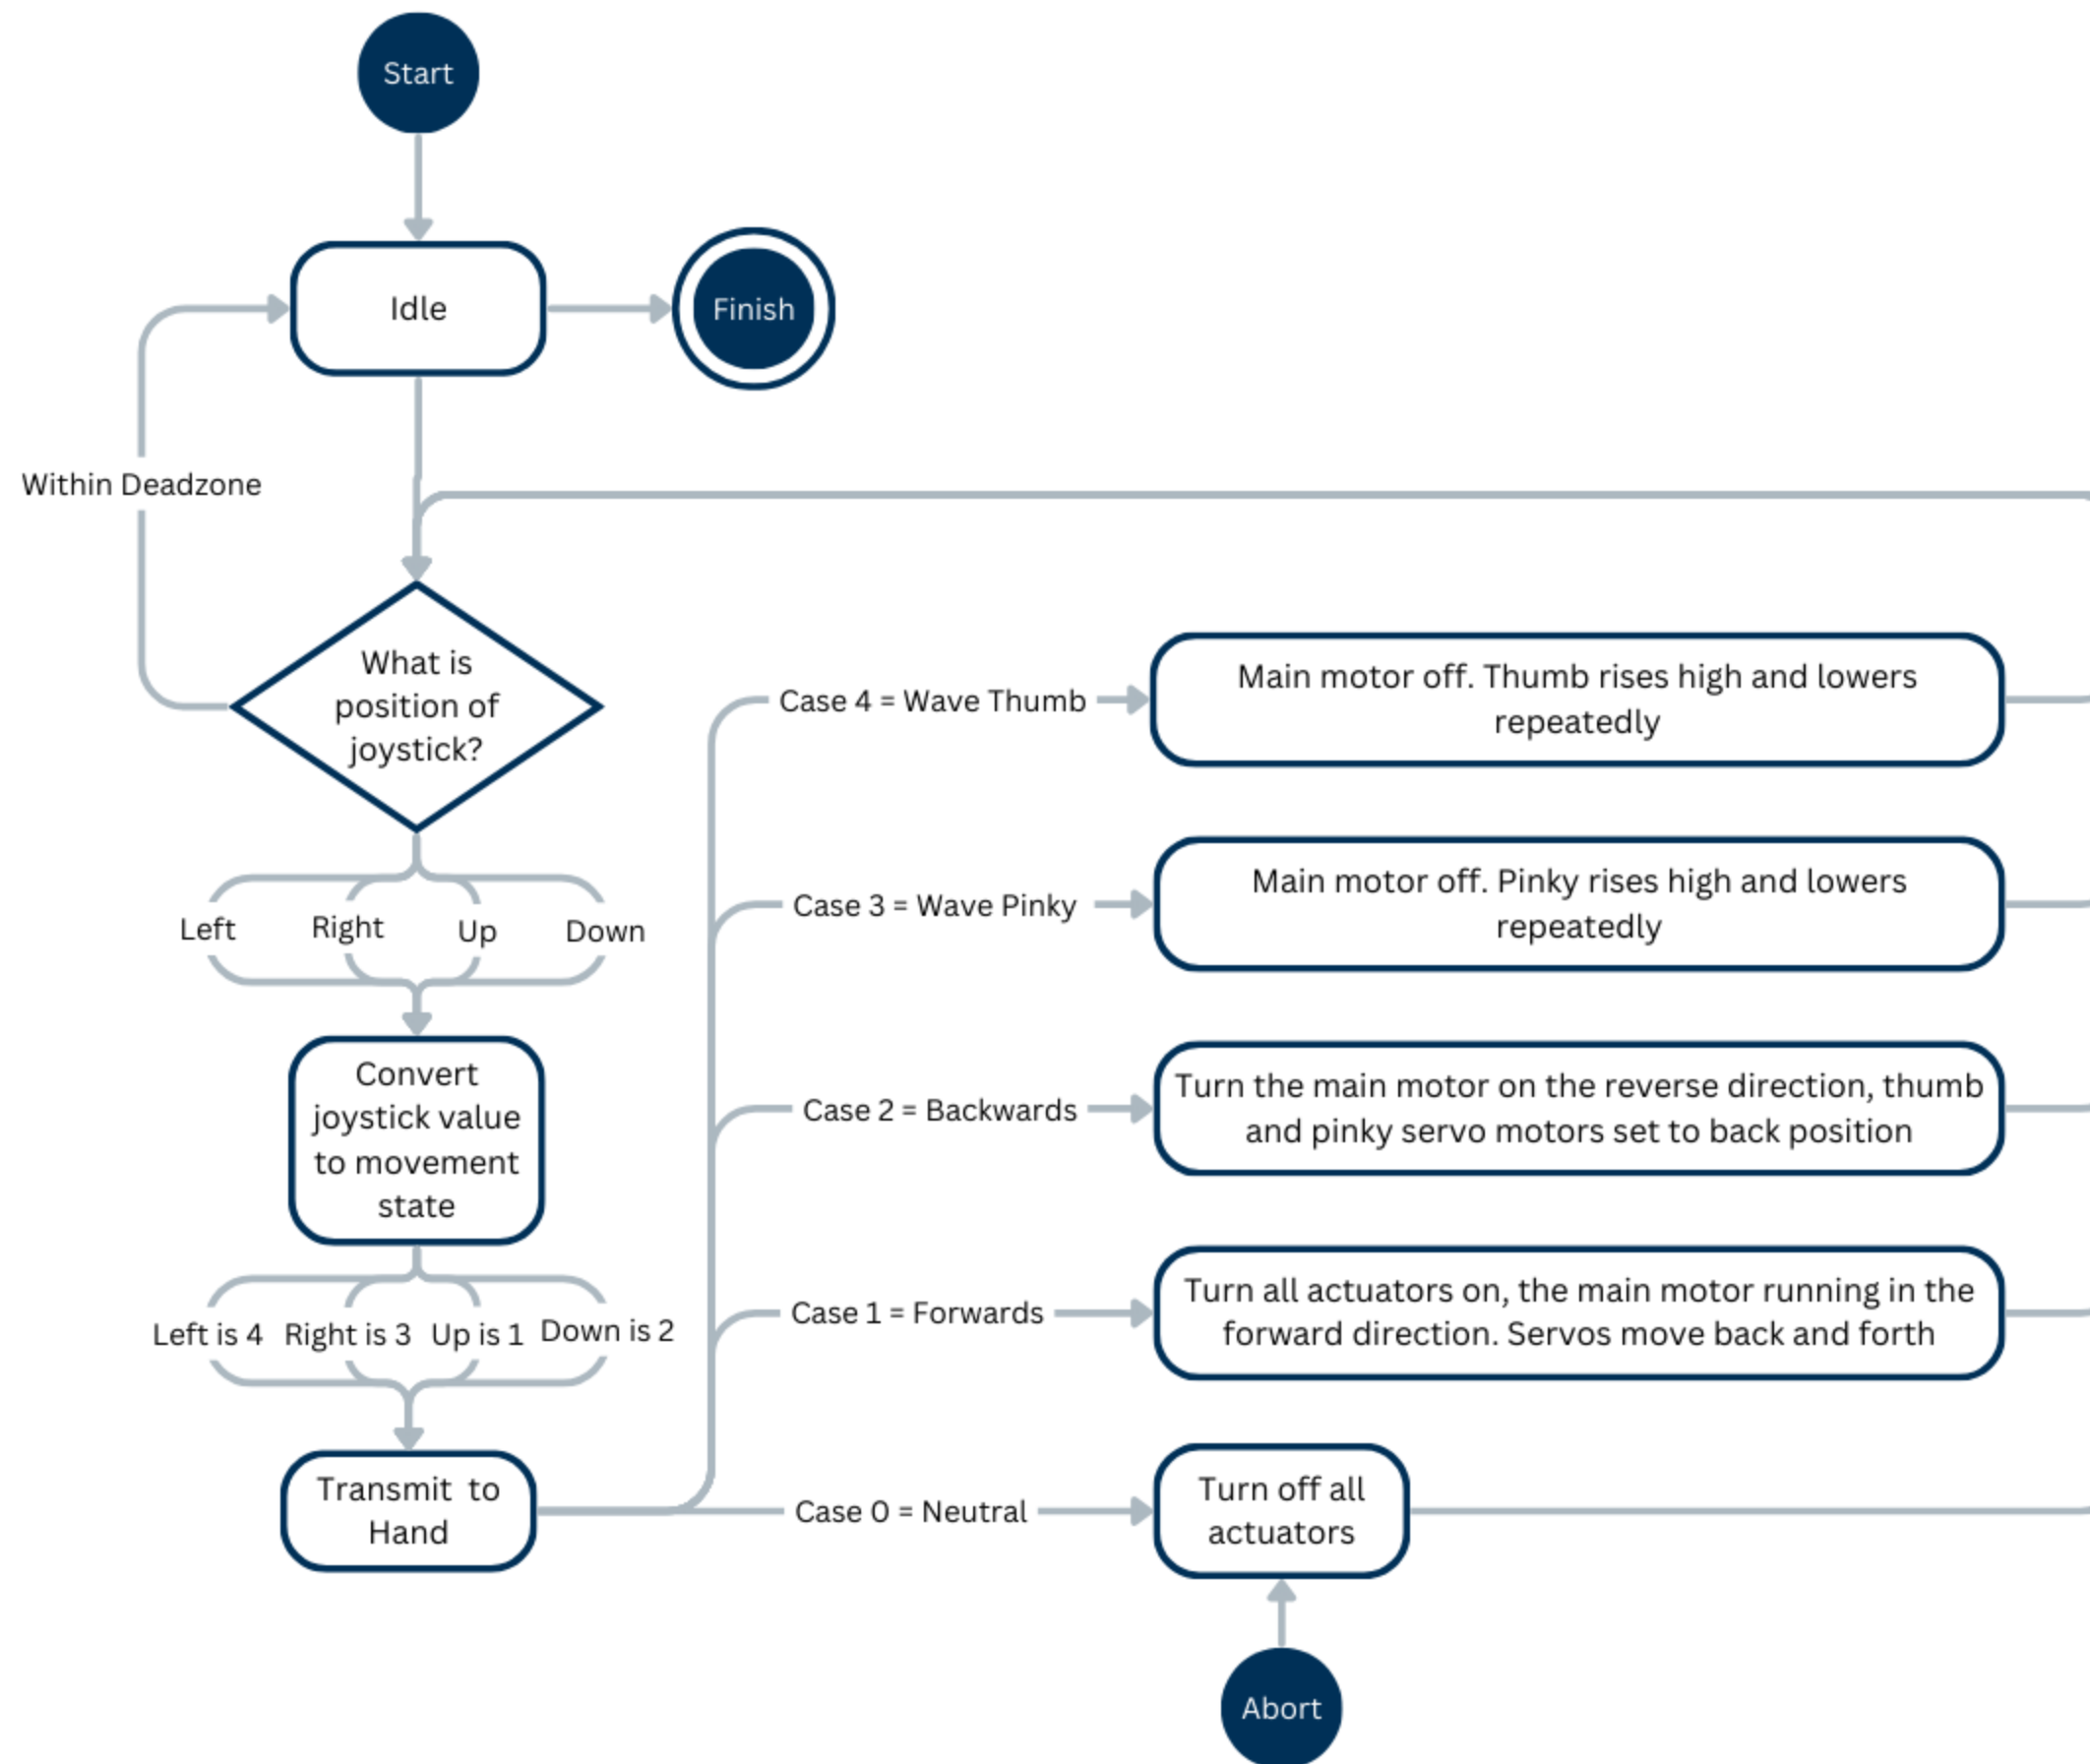 Start
Idle
Finish
Within Deadzone
What is
position of
joystick?
Left
Right
Up
Down
Convert
joystick value
to movement
state
Left is 4
Right is 3
Up is 1
Down is 2
Transmit to
Hand
Case 4 = Wave Thumb
Main motor off. Thumb rises high and lowers
repeatedly
Case 3 = Wave Pinky
Main motor off. Pinky rises high and lowers
repeatedly
Case 2 = Backwards
Turn the main motor on the reverse direction, thumb
and pinky servo motors set to back position
Case 1 = Forwards
Turn all actuators on, the main motor running in the
forward direction. Servos move back and forth
Case 0 = Neutral
Turn off all
actuators
Abort